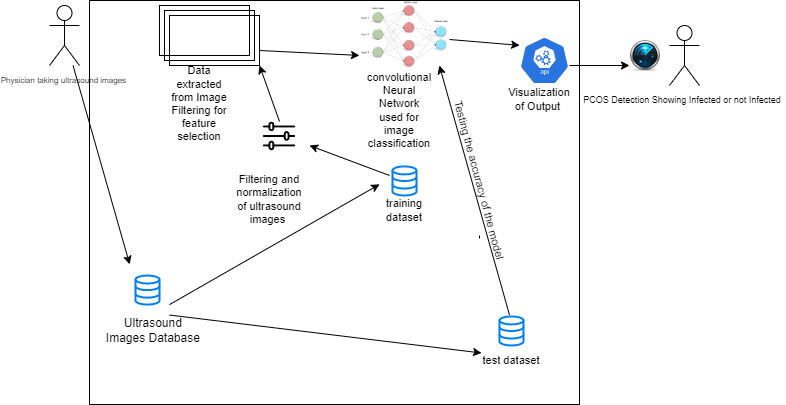 Physician taking ultrasound images
Data
extracted
from Image
Filtering for
feature
selection
convolutional
Neural
Network
used for
image
classification
api
Visualization
of Output
PCOS Detection Showing Infected or not Infected
Testing the accuracy of the model
Filtering and
normalization
of ultrasound
images
training
dataset
Ultrasound
Images Database
test dataset